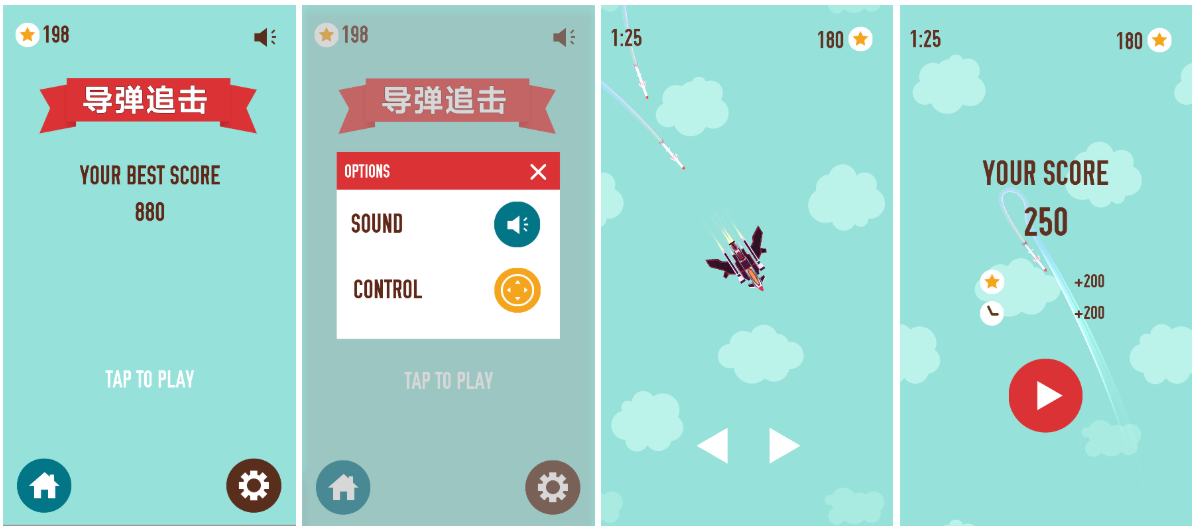 198
导弹追击
YOUR BEST SCORE
880
TAP TO PLAY
198
导弹追击
OPTIONS
SOUND
CONTROL
TAP TO PLAY
1:25
180
1:25
180
YOUR SCORE
250
+200
+200